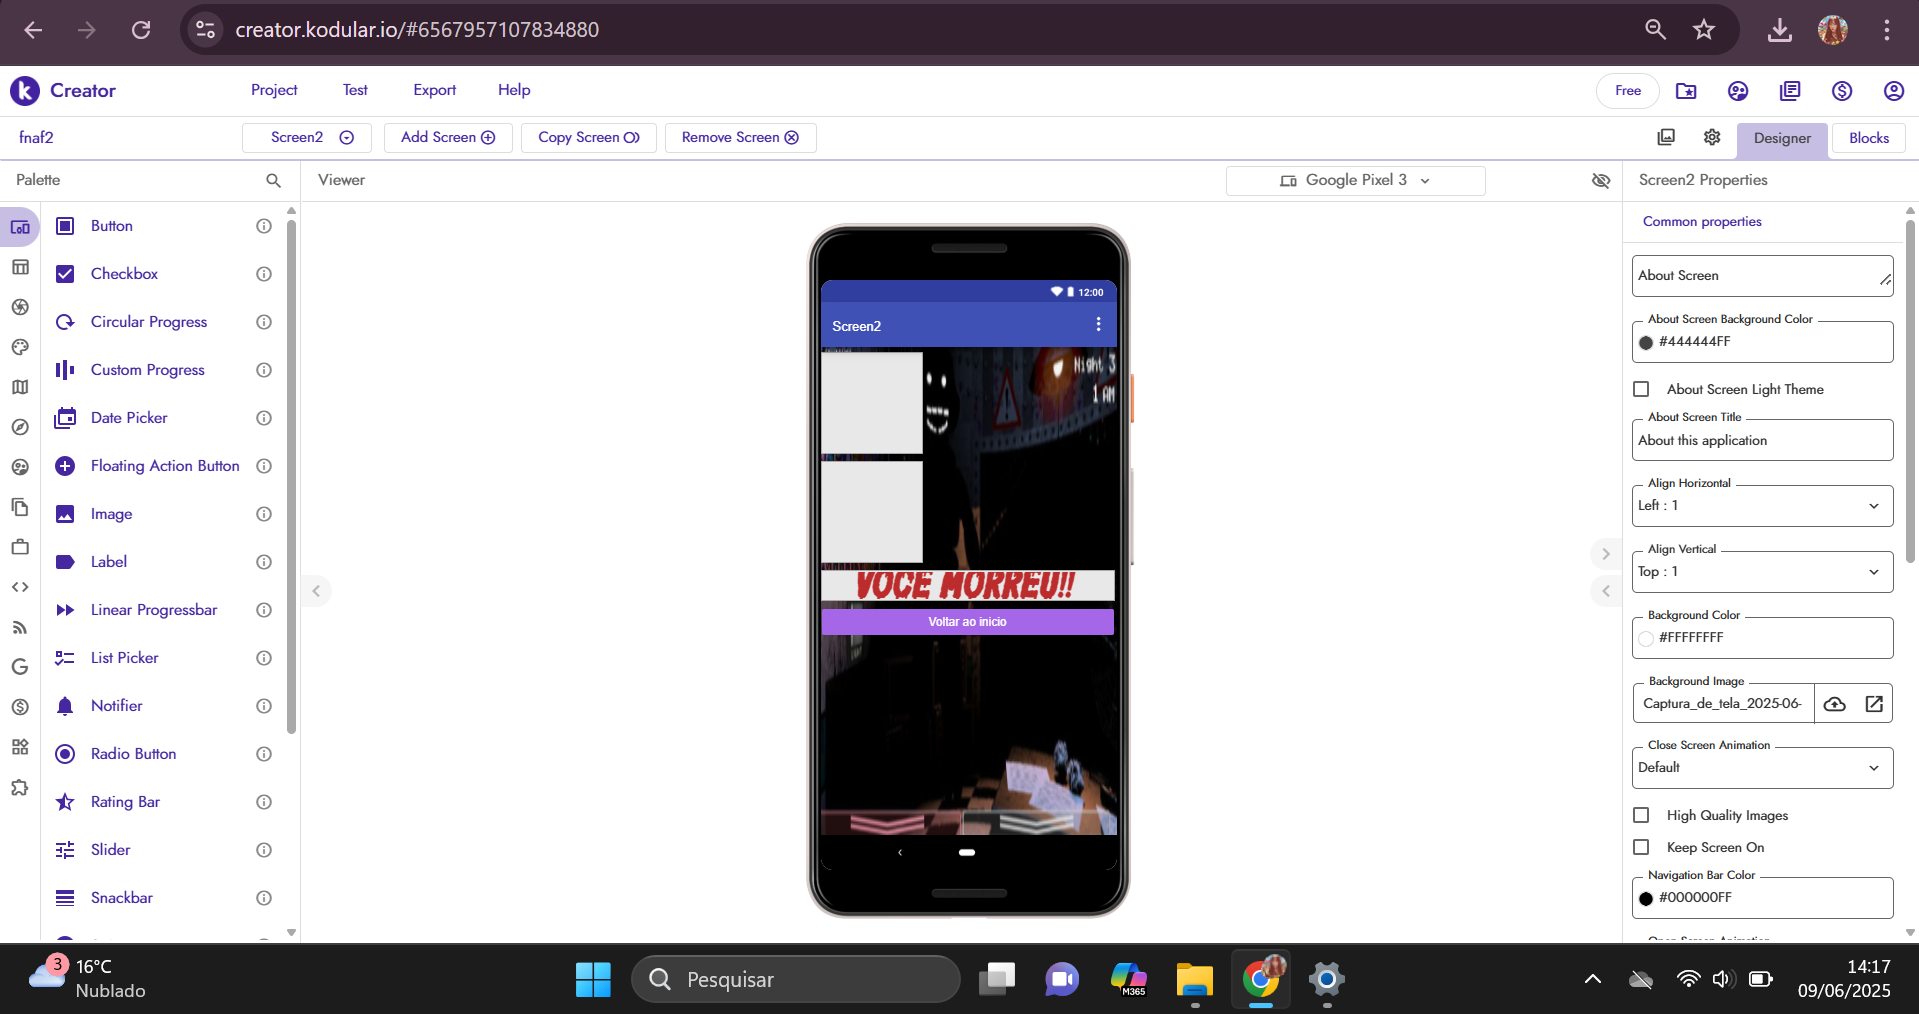 creator.kodular.io/#6567957107834880
Creator
Project
Test
Export
Help
Free
fnaf2
Screen2
Add Screen
Copy Screen
Remove Screen
Designer
Blocks
Palette
Viewer
Google Pixel 3
Screen2 Properties
Button
Checkbox
Circular Progress
Custom Progress
Date Picker
Floating Action Button
Image
Label
Linear Progressbar
List Picker
Notifier
Radio Button
Rating Bar
Slider
Snackbar
12:00
Screen2
Night 3
1 AM
VOCE MORREU!!
Voltar ao inicio
Common properties
About Screen
About Screen Background Color
#444444FF
About Screen Light Theme
About Screen Title
About this application
Align Horizontal
Left : 1
Align Vertical
Top : 1
Background Color
#FFFFFFFF
Background Image
Captura_de_tela_2025-06-
Close Screen Animation
Default
High Quality Images
Keep Screen On
Navigation Bar Color
#000000FF
Open Screen Animation
3
16°C
Nublado
Pesquisar
M365
14:17
09/06/2025